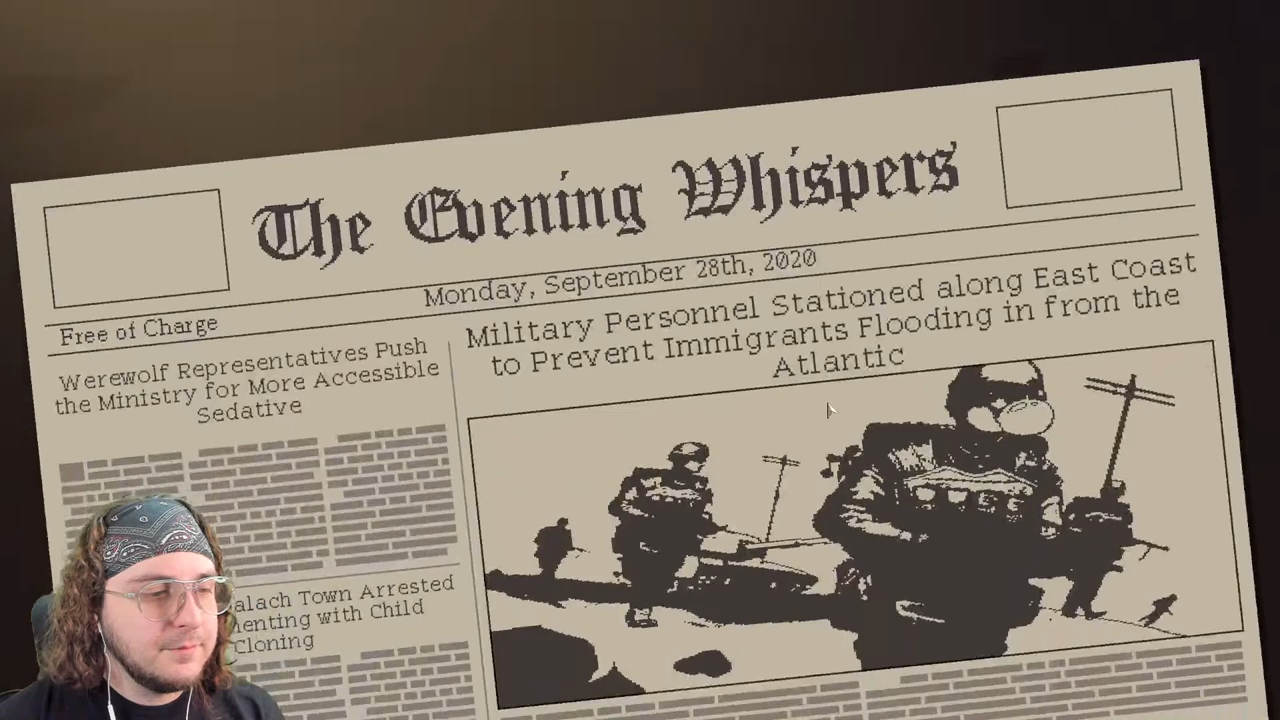 The Evening Whispers
Monday, September 28th, 2020
Free of Charge
Werewolf Representatives Push
the Ministry for More Accessible
Sedative
Military Personnel Stationed along East Coast
to Prevent Immigrants Flooding in from the
Atlantic
alach Town Arrested
menting with Child
Cloning